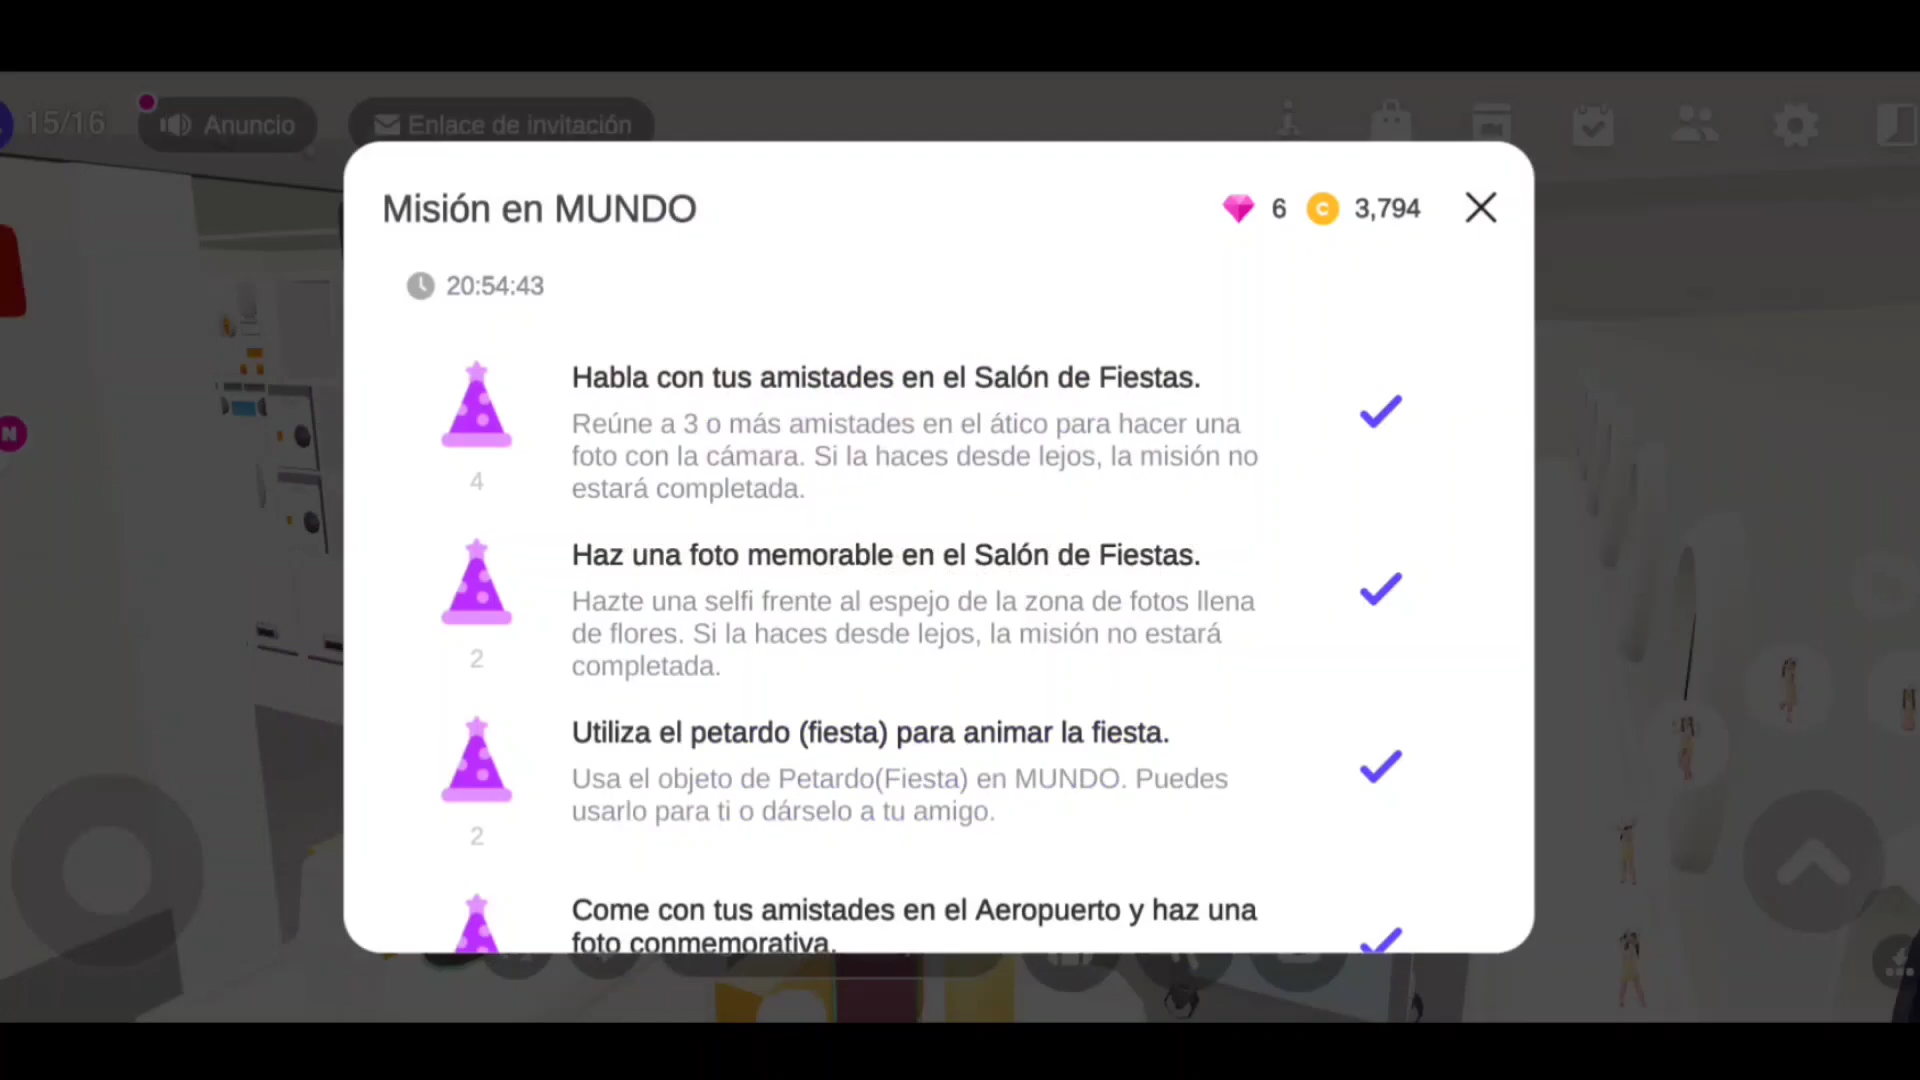 15/16
Anuncio
Enlace de invitación
Misión en MUNDO
6
C
3,794
20:54:43
Habla con tus amistades en el Salón de Fiestas.
Reúne a 3 o más amistades en el ático para hacer una
foto con la cámara. Si la haces desde lejos, la misión no
estará completada.
4
Haz una foto memorable en el Salón de Fiestas.
Hazte una selfi frente al espejo de la zona de fotos llena
de flores. Si la haces desde lejos, la misión no estará
completada.
2
Utiliza el petardo (fiesta) para animar la fiesta.
Usa el objeto de Petardo(Fiesta) en MUNDO. Puedes
usarlo para ti o dárselo a tu amigo.
2
Come con tus amistades en el Aeropuerto y haz una
foto conmemorativa.
N